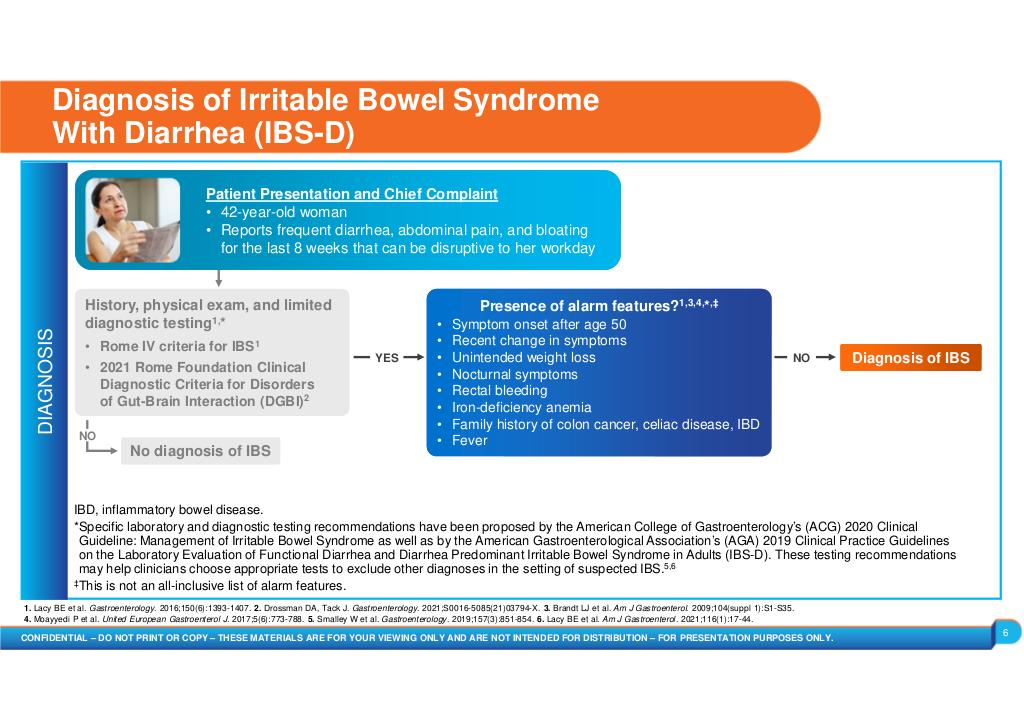 Diagnosis of Irritable Bowel Syndrome
With Diarrhea (IBS-D)
DIAGNOSIS
Patient Presentation and Chief Complaint
• 42-year-old woman
• Reports frequent diarrhea, abdominal pain, and bloating
for the last 8 weeks that can be disruptive to her workday
History, physical exam, and limited
diagnostic testing¹,*
• Rome IV criteria for IBS¹
• 2021 Rome Foundation Clinical
Diagnostic Criteria for Disorders
of Gut-Brain Interaction (DGBI)²
YES
Presence of alarm features?¹,³,⁴,*,‡
• Symptom onset after age 50
• Recent change in symptoms
• Unintended weight loss
• Nocturnal symptoms
• Rectal bleeding
• Iron-deficiency anemia
• Family history of colon cancer, celiac disease, IBD
• Fever
NO
Diagnosis of IBS
NO
No diagnosis of IBS
IBD, inflammatory bowel disease.
*Specific laboratory and diagnostic testing recommendations have been proposed by the American College of Gastroenterology's (ACG) 2020 Clinical
Guideline: Management of Irritable Bowel Syndrome as well as by the American Gastroenterological Association's (AGA) 2019 Clinical Practice Guidelines
on the Laboratory Evaluation of Functional Diarrhea and Diarrhea Predominant Irritable Bowel Syndrome in Adults (IBS-D). These testing recommendations
may help clinicians choose appropriate tests to exclude other diagnoses in the setting of suspected IBS.⁵,⁶
‡This is not an all-inclusive list of alarm features.
1. Lacy BE et al. Gastroenterology. 2016;150(6):1393-1407. 2. Drossman DA, Tack J. Gastroenterology. 2021;S0016-5085(21)03794-X. 3. Brandt LJ et al. Am J Gastroenterol. 2009;104(suppl 1):S1-S35.
4. Moayyedi P et al. United European Gastroenterol J. 2017;5(6):773-788. 5. Smalley W et al. Gastroenterology. 2019;157(3):851-854. 6. Lacy BE et al. Am J Gastroenterol. 2021;116(1):17-44.
CONFIDENTIAL – DO NOT PRINT OR COPY – THESE MATERIALS ARE FOR YOUR VIEWING ONLY AND ARE NOT INTENDED FOR DISTRIBUTION – FOR PRESENTATION PURPOSES ONLY.
6